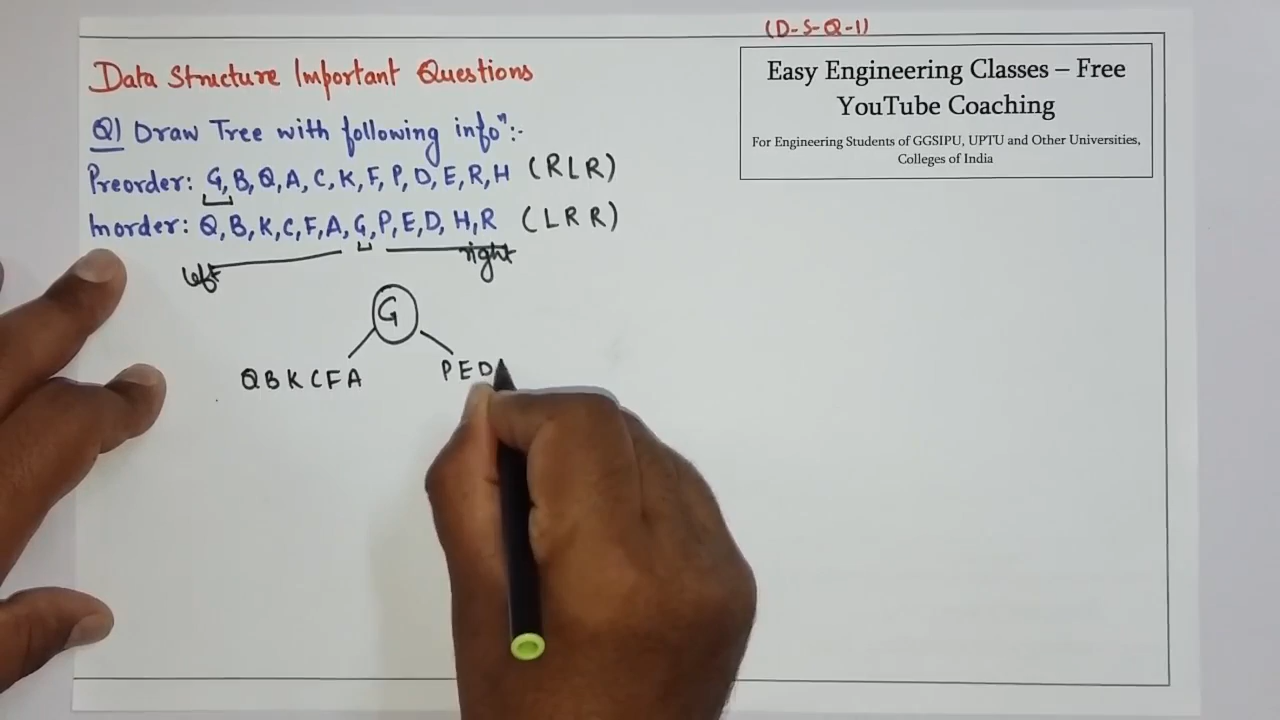 (D-S-Q-1)
Data Structure Important Questions
Easy Engineering Classes – Free
YouTube Coaching
For Engineering Students of GGSIPU, UPTU and Other Universities,
Colleges of India
Q1 Draw Tree with following infoⁿ:-
Preorder: G, B, Q, A, C, K, F, P, D, E, R, H (RLR)
Inorder: Q, B, K, C, F, A, G, P, E, D, H, R (LRR)
left
right
G
QBKCFA
PED